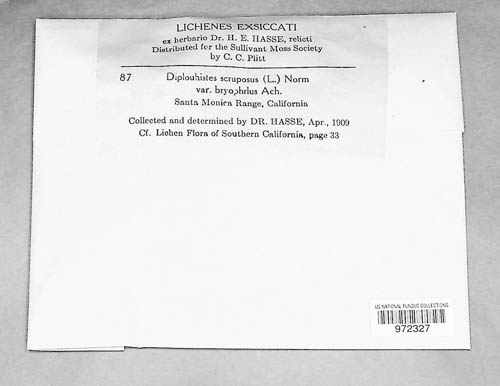 LICHENES EXSICCATI
ex herbario Dr. H. E. HASSE, relicti
Distributed for the Sullivant Moss Society
by C. C. Plitt
87 Diplouhistes scruposus (L.) Norm
var. bryophilus Ach.
Santa Monica Range, California
Collected and determined by DR. HASSE, Apr., 1909
Cf. Lichen Flora of Southern California, page 33
US NATIONAL FUNGUS COLLECTIONS
972327